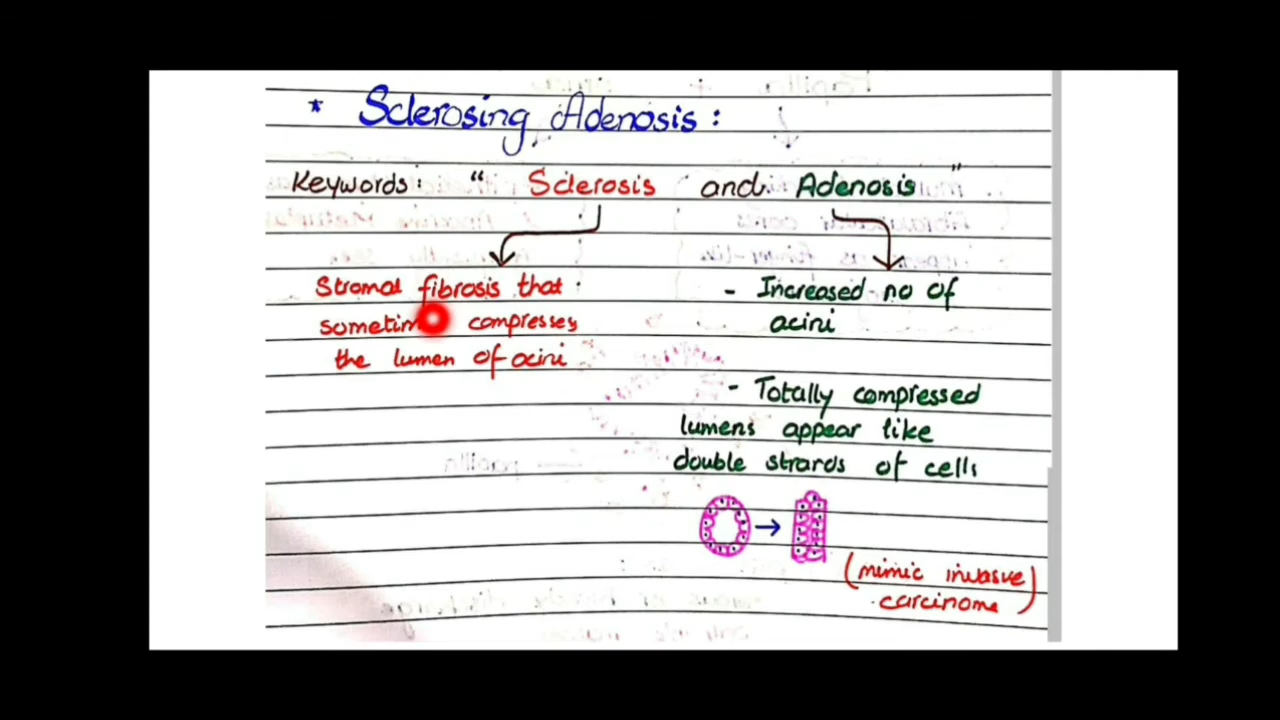 * Sclerosing Adenosis:
Keywords: " Sclerosis and Adenosis "
Stromal fibrosis that
compresses
the lumen of acini
- Increased no of
acini
- Totally compressed
lumens appear like
double strands of cells
(mimic invasive
carcinoma)